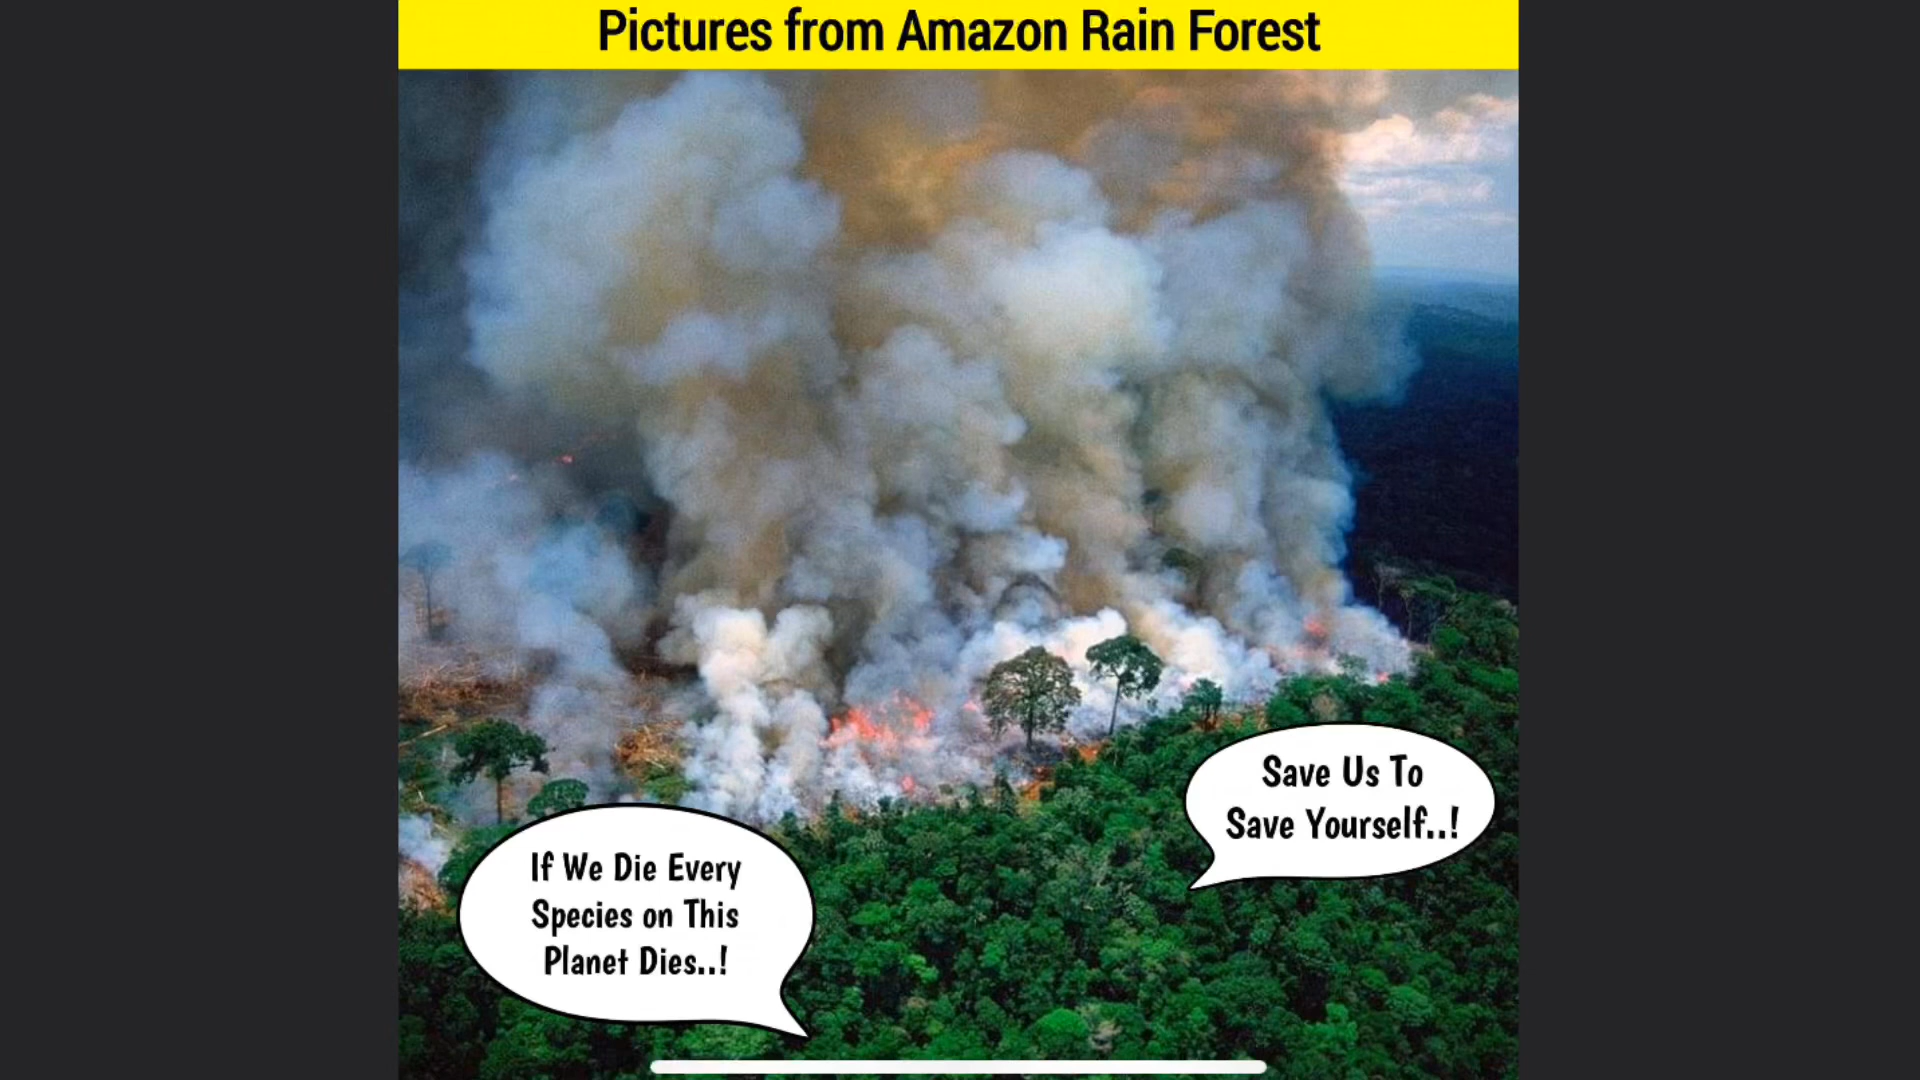 Pictures from Amazon Rain Forest
Save Us To
Save Yourself..!
If We Die Every
Species on This
Planet Dies..!